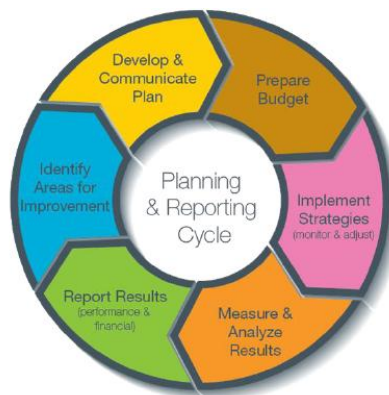 Develop &
Communicate
Plan
Prepare
Budget
Implement
Strategies
(monitor & adjust)
Measure &
Analyze
Results
Report Results
(performance &
financial)
Identify
Areas for
Improvement
Planning
& Reporting
Cycle